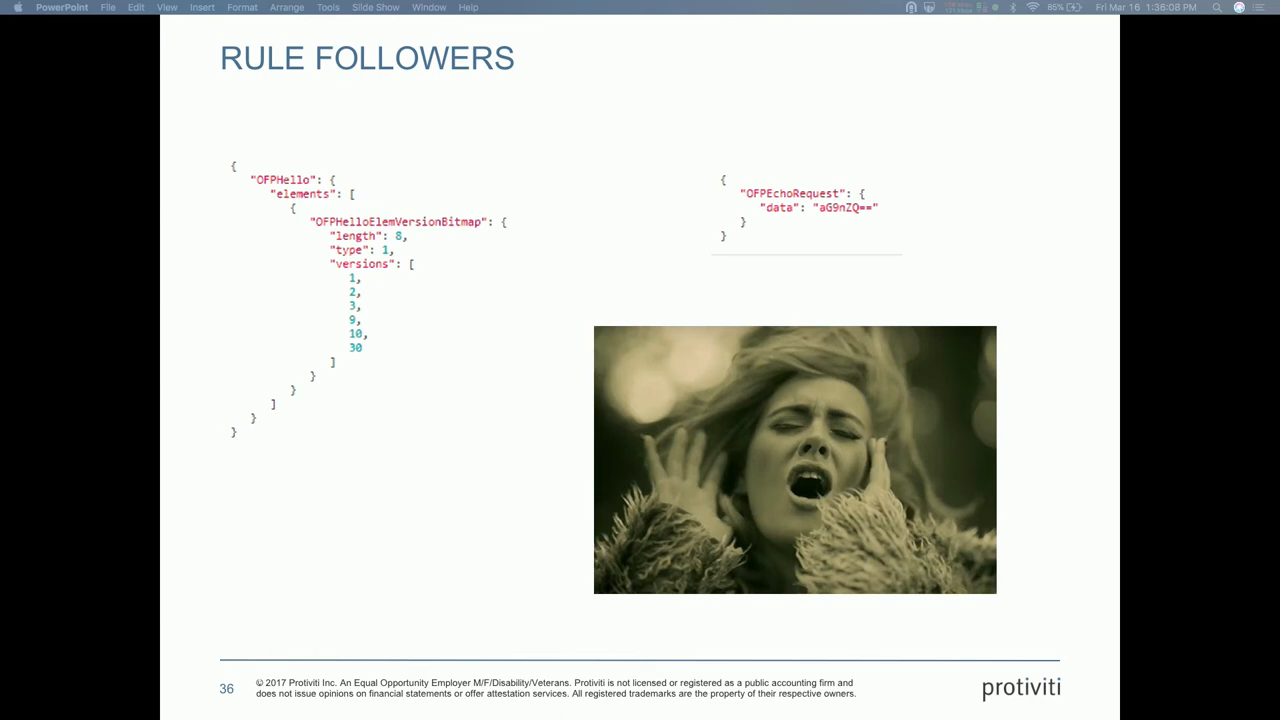 PowerPoint File Edit View Insert Format Arrange Tools Slide Show Window Help 85% Fri Mar 16 1:36:08 PM
RULE FOLLOWERS
{
"OFPHello": {
"elements": [
{
"OFPHelloElemVersionBitmap": {
"length": 8,
"type": 1,
"versions": [
1,
2,
3,
9,
10,
30
]
}
}
]
}
}
{
"OFPEchoRequest": {
"data": "aG9nZQ=="
}
}
36
© 2017 Protiviti Inc. An Equal Opportunity Employer M/F/Disability/Veterans. Protiviti is not licensed or registered as a public accounting firm and
does not issue opinions on financial statements or offer attestation services. All registered trademarks are the property of their respective owners.
protiviti